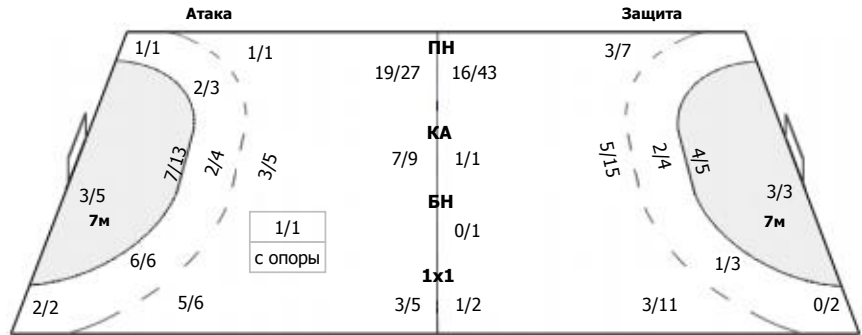 Атака Защита
1/1 1/1 ПН 3/7
19/27 16/43
2/3
КА
7/13 2/4 3/5 7/9 1/1 5/15 2/4 4/5
3/5 3/3
7м БН 7м
1/1 0/1
с опоры
6/6 1/3
1x1
2/2 5/6 3/5 1/2 3/11 0/2